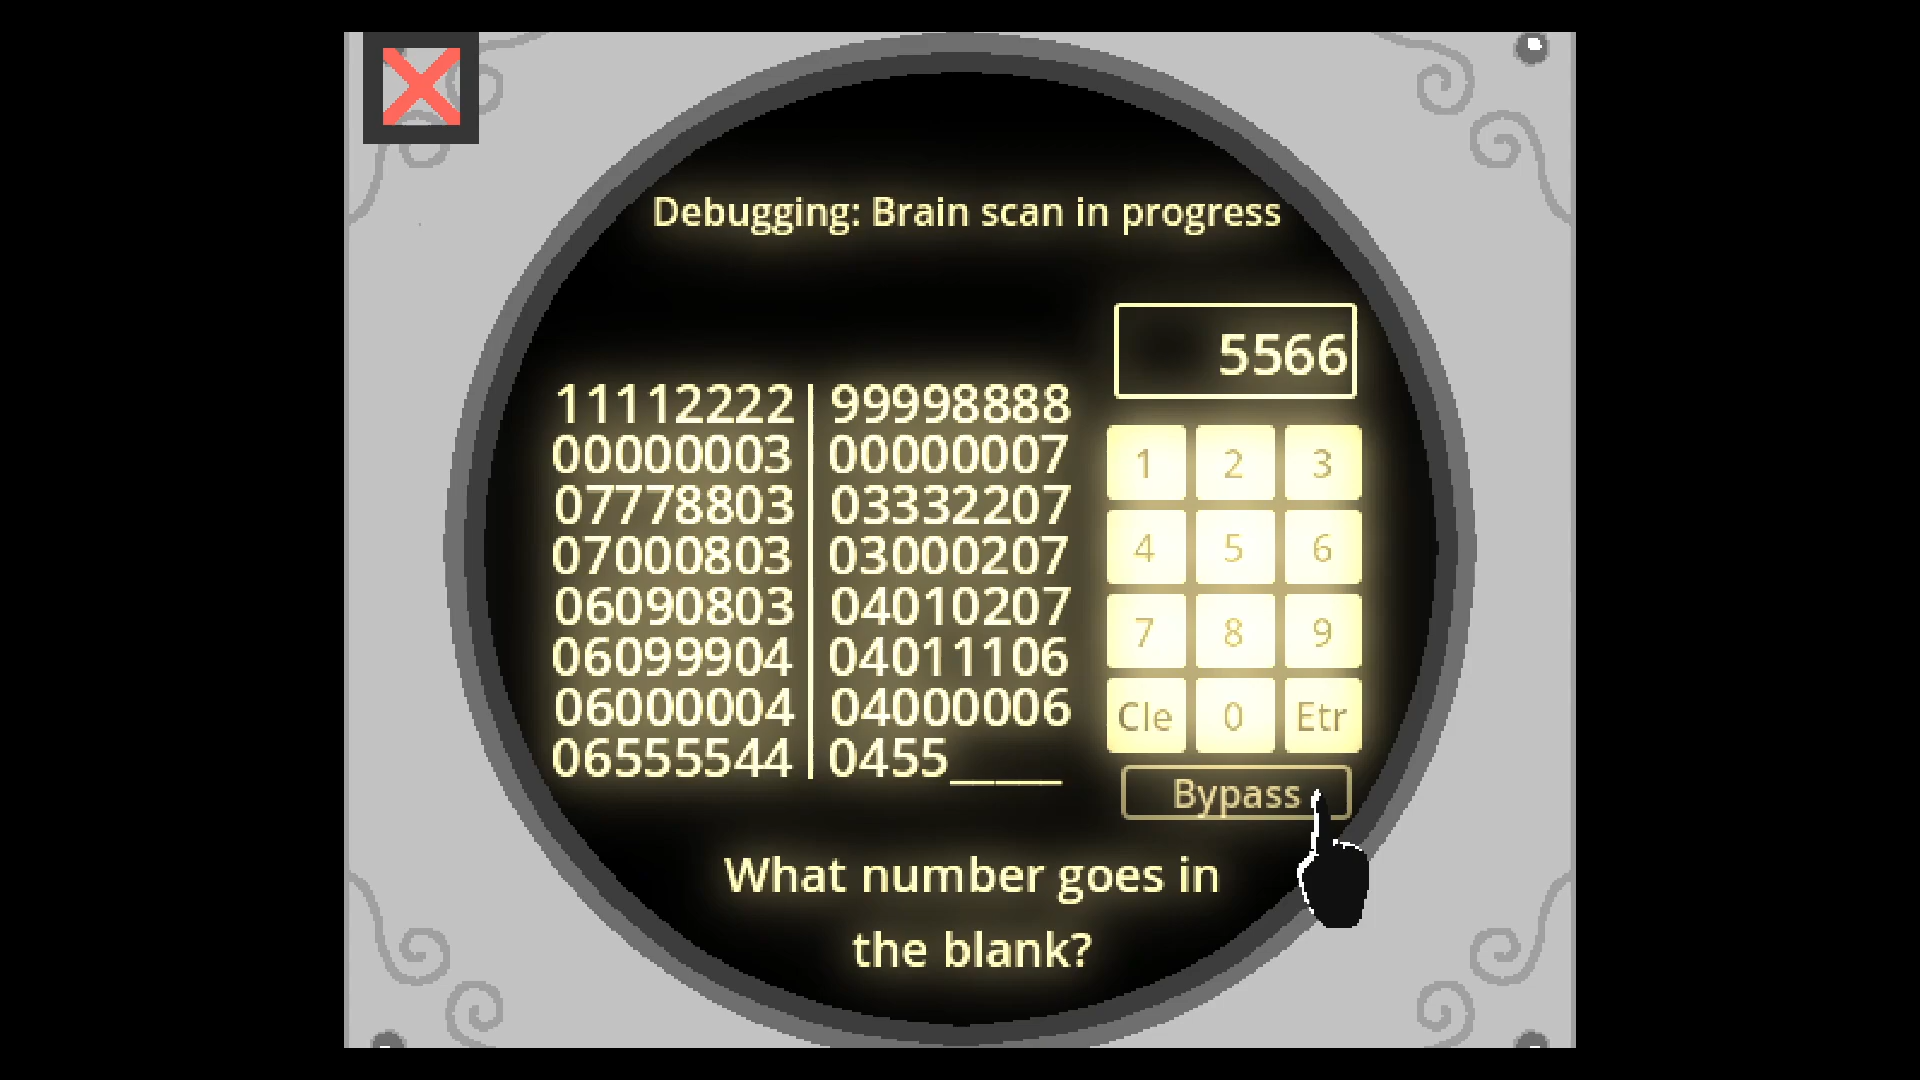 Debugging: Brain scan in progress
5566
11112222 | 99998888
00000003 | 00000007
07778803 | 03332207
07000803 | 03000207
06090803 | 04010207
06099904 | 04011106
06000004 | 04000006
06555544 | 0455____
1 2 3
4 5 6
7 8 9
Cle 0 Etr
Bypass
What number goes in
the blank?